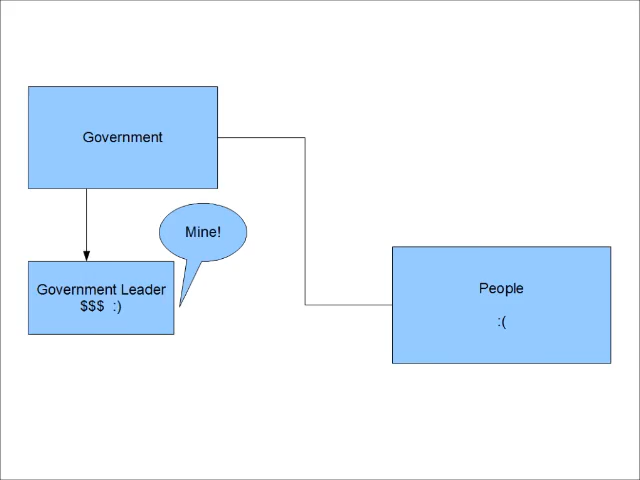 Government
Mine!
Government Leader
$$$  :)
People
:(